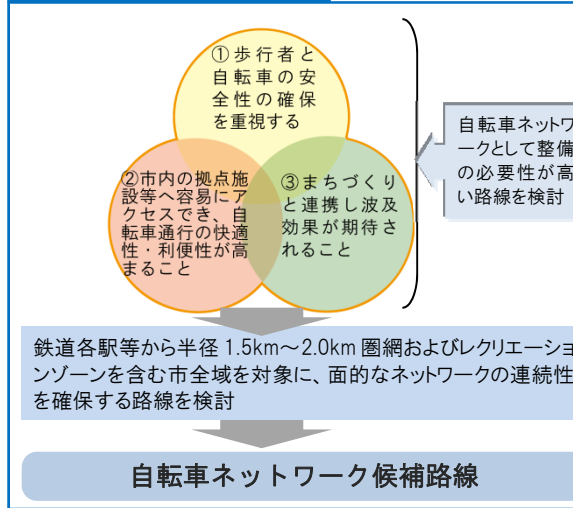 ①歩行者と
自転車の安
全性の確保
を重視する
②市内の拠点施
設等へ容易にア
クセスでき、自
転車通行の快適
性・利便性が高
まること
③まちづくり
と連携し波及
効果が期待さ
れること
自転車ネットワ
ークとして整備
の必要性が高
い路線を検討
鉄道各駅等から半径 1.5km～2.0km 圏網およびレクリエーショ
ンゾーンを含む市全域を対象に、面的なネットワークの連続性
を確保する路線を検討
自転車ネットワーク候補路線